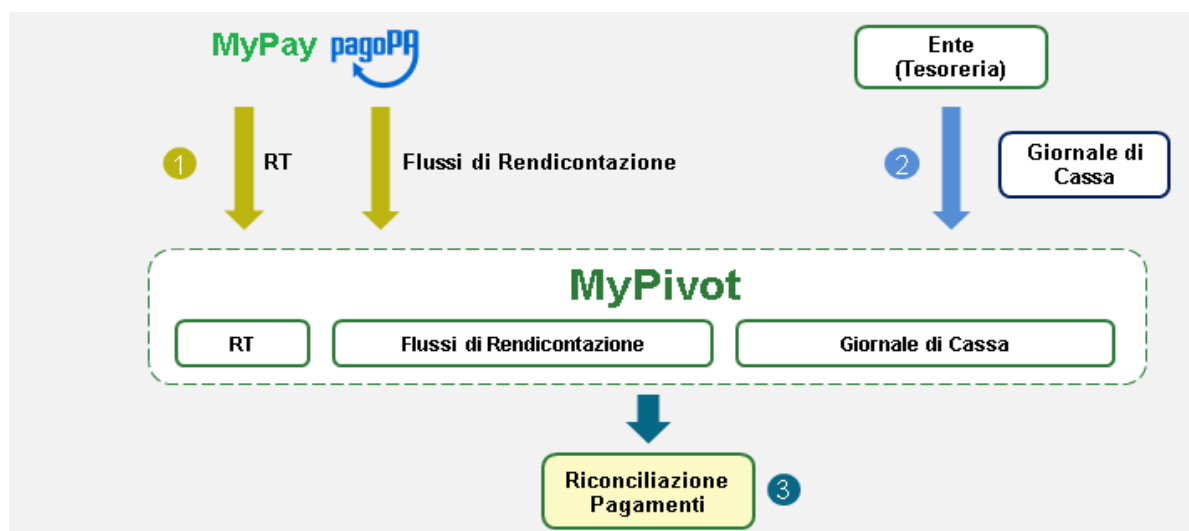 MyPay pagoPA
Ente
(Tesoreria)
1
RT
Flussi di Rendicontazione
2
Giornale di
Cassa
MyPivot
RT
Flussi di Rendicontazione
Giornale di Cassa
Riconciliazione
Pagamenti
3